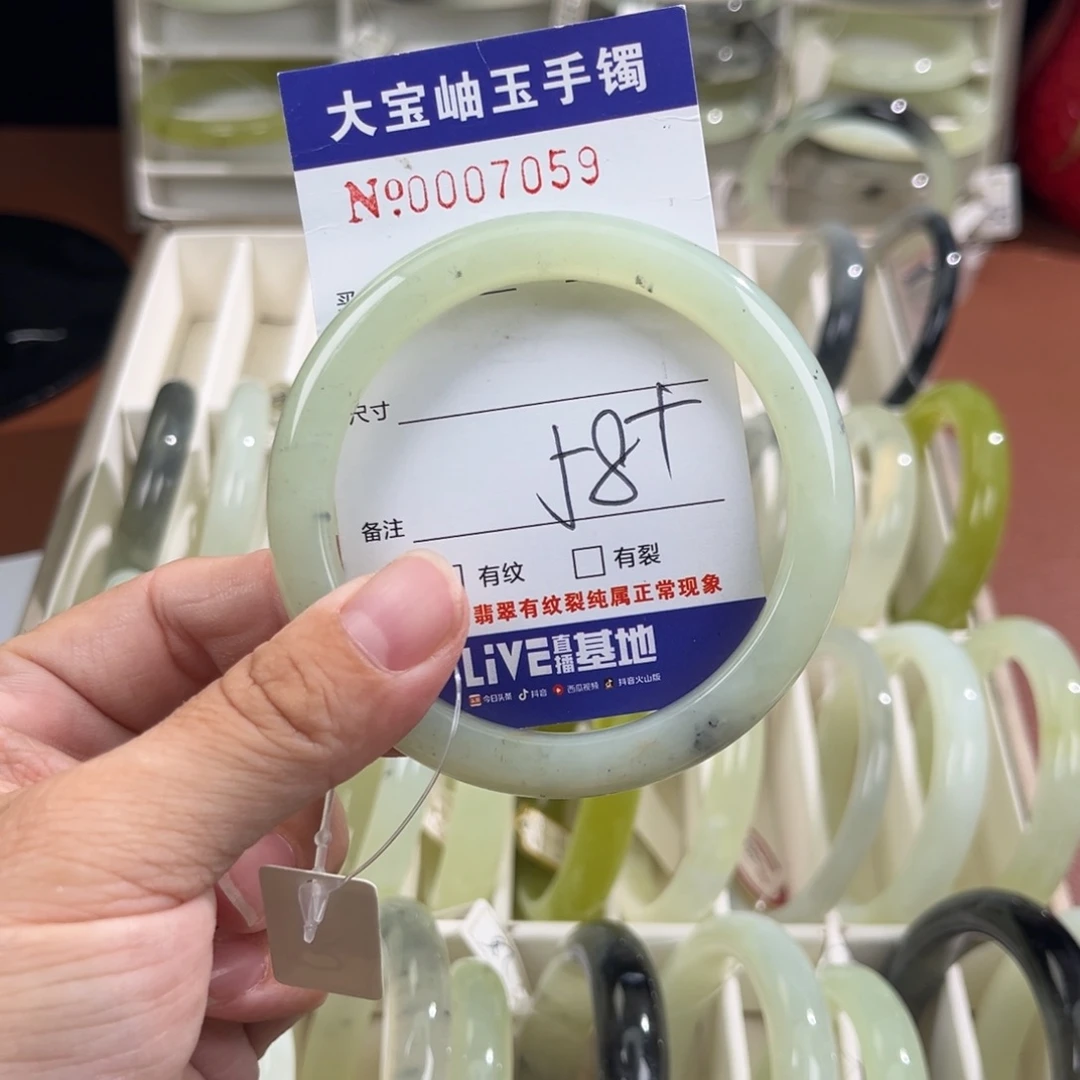 大宝岫玉手镯
№0007059
尺寸
58+
备注
有纹 有裂
翡翠有纹裂纯属正常现象
LiVE直播基地
今日头条 抖音 西瓜视频 抖音火山版